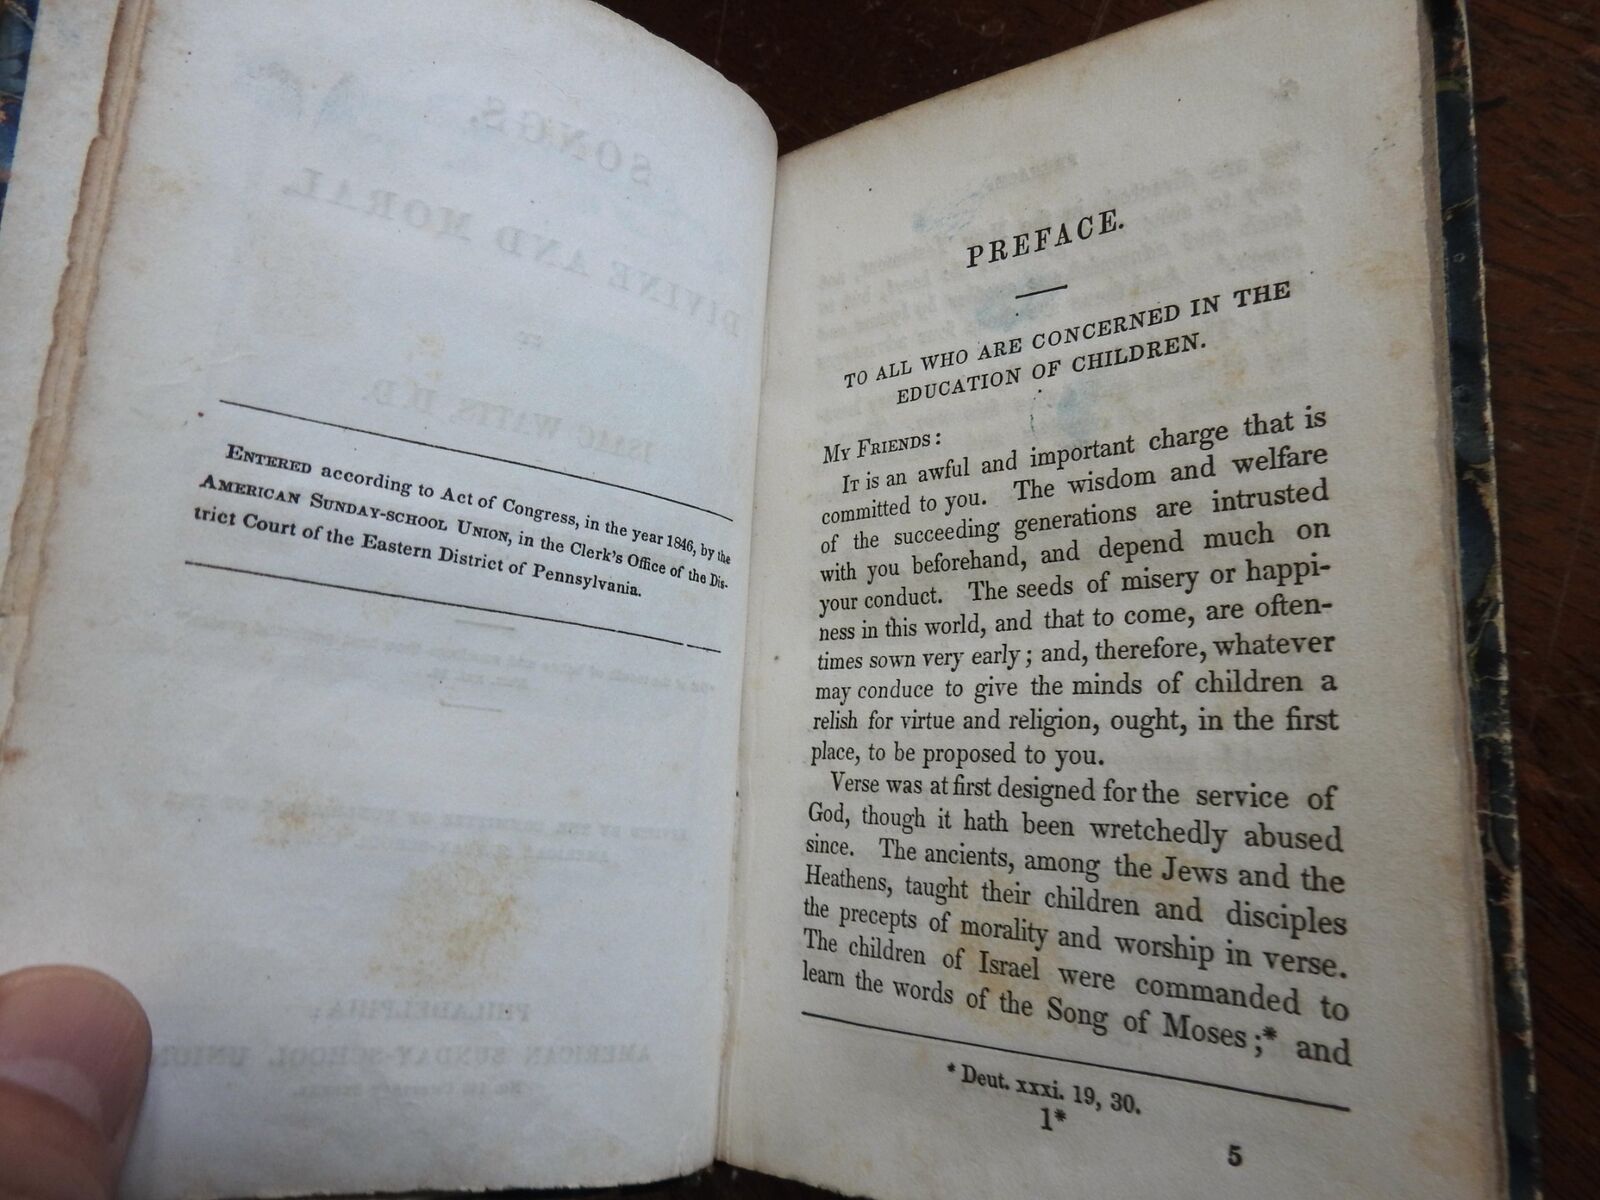 ENTERED according to Act of Congress, in the year 1846, by the
AMERICAN SUNDAY-SCHOOL UNION, in the Clerk's Office of the Dis-
trict Court of the Eastern District of Pennsylvania.
PREFACE.
TO ALL WHO ARE CONCERNED IN THE
EDUCATION OF CHILDREN.
MY FRIENDS:
IT is an awful and important charge that is
committed to you. The wisdom and welfare
of the succeeding generations are intrusted
with you beforehand, and depend much on
your conduct. The seeds of misery or happi-
ness in this world, and that to come, are often-
times sown very early; and, therefore, whatever
may conduce to give the minds of children a
relish for virtue and religion, ought, in the first
place, to be proposed to you.
Verse was at first designed for the service of
God, though it hath been wretchedly abused
since. The ancients, among the Jews and the
Heathens, taught their children and disciples
the precepts of morality and worship in verse.
The children of Israel were commanded to
learn the words of the Song of Moses;* and
* Deut. xxxi. 19, 30.
1*
5